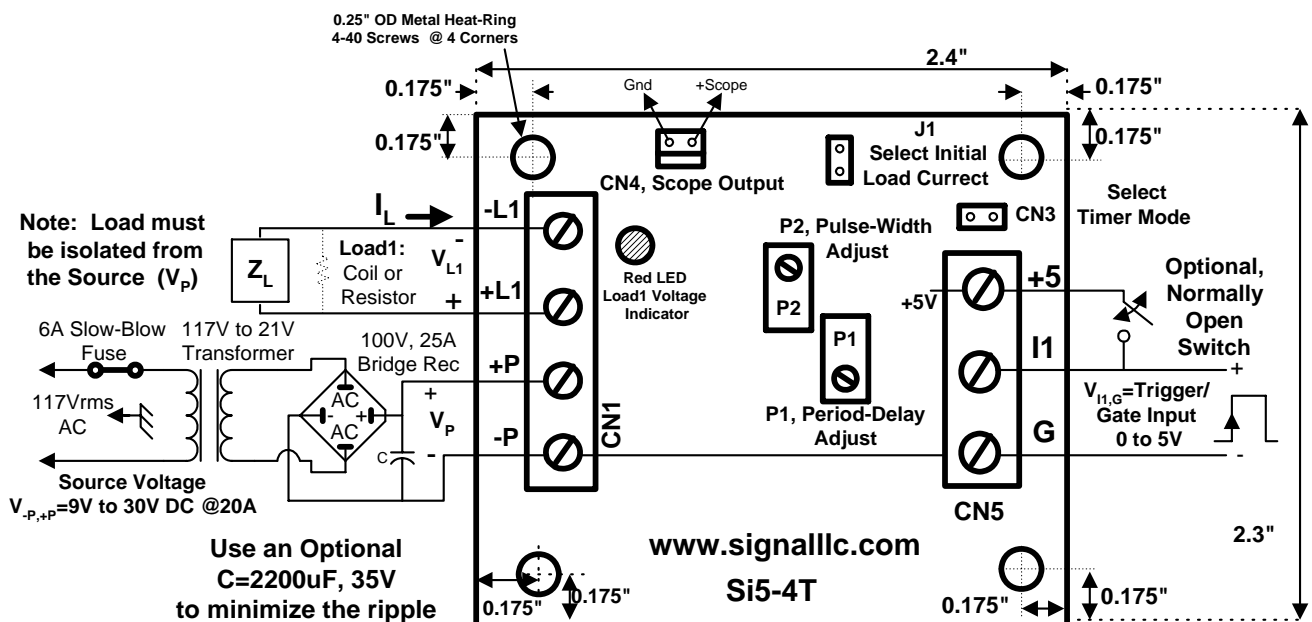 0.25" OD Metal Heat-Ring
4-40 Screws @ 4 Corners
2.4"
0.175"
0.175"
Gnd
+Scope
0.175"
0.175"
J1
Select Initial
Load Currect
CN4, Scope Output
Select
Timer Mode
CN3
Note: Load must
be isolated from
the Source (VP)
IL
-L1
-
VL1
+
ZL
Load1:
Coil or
Resistor
+L1
Red LED
Load1 Voltage
Indicator
P2, Pulse-Width
Adjust
P2
+5V
+5
Optional,
Normally
Open
Switch
6A Slow-Blow
Fuse
117V to 21V
Transformer
100V, 25A
Bridge Rec
+P
P1
I1
+
117Vrms
AC
AC
- +
AC
+
VP
-
C
-P
CN1
P1, Period-Delay
Adjust
G
VI1,G=Trigger/
Gate Input
0 to 5V
-
Source Voltage
V-P,+P=9V to 30V DC @20A
CN5
Use an Optional
C=2200uF, 35V
to minimize the ripple
www.signalllc.com
Si5-4T
2.3"
0.175"
0.175"
0.175"
0.175"